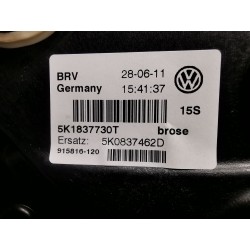 BRV 28-06-11
Germany 15:41:37
15S
5K1837730T brose
Ersatz: 5K0837462D
915816-120